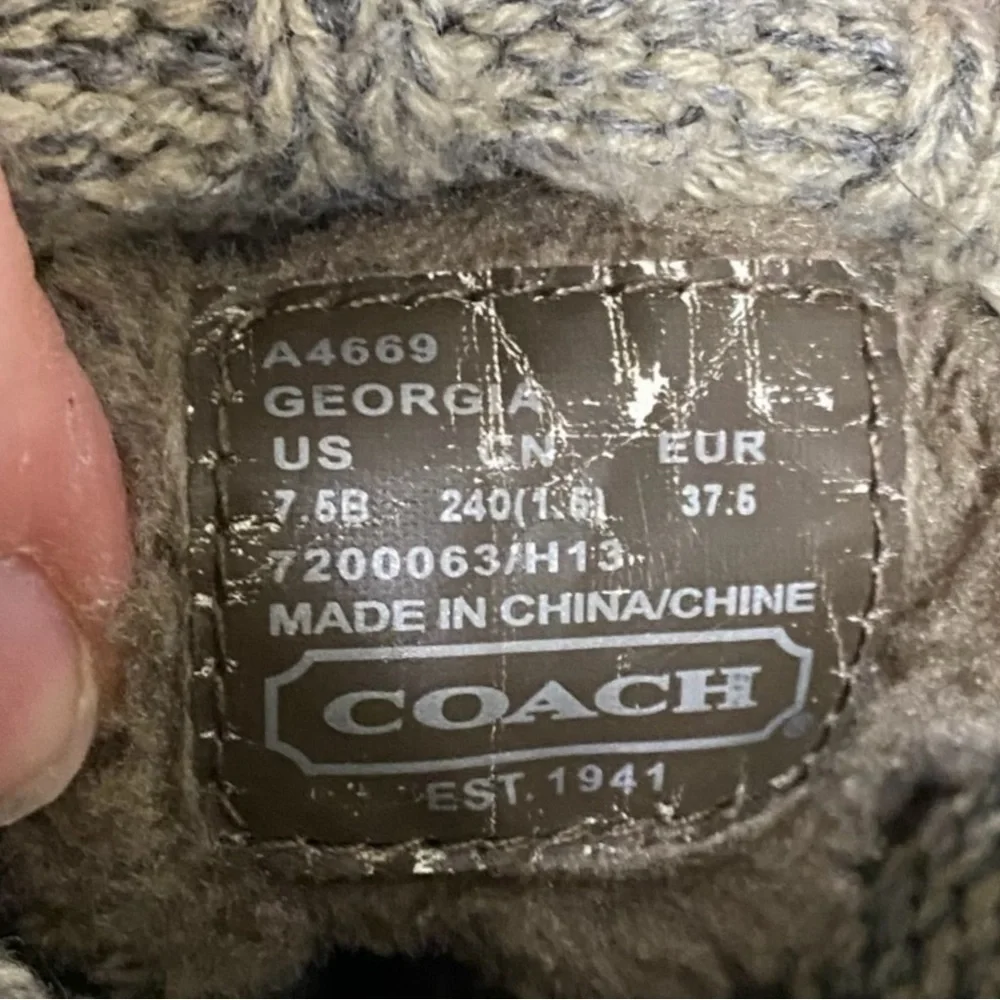 A4669
GEORGIA
US EN EUR
7.5B 240(1.5) 37.5
7200063/H13
MADE IN CHINA/CHINE
COACH®
EST. 1941